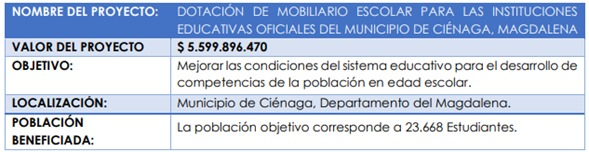 NOMBRE DEL PROYECTO: DOTACIÓN DE MOBILIARIO ESCOLAR PARA LAS INSTITUCIONES
EDUCATIVAS OFICIALES DEL MUNICIPIO DE CIÉNAGA, MAGDALENA
VALOR DEL PROYECTO $ 5.599.896.470
OBJETIVO: Mejorar las condiciones del sistema educativo para el desarrollo de
competencias de la población en edad escolar.
LOCALIZACIÓN: Municipio de Ciénaga, Departamento del Magdalena.
POBLACIÓN
BENEFICIADA: La población objetivo corresponde a 23.668 Estudiantes.